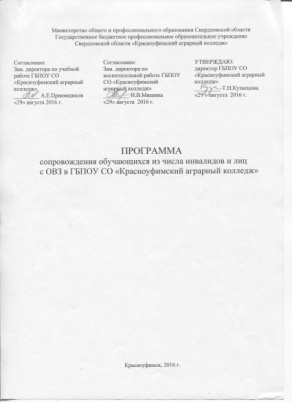 Министерство общего и профессионального образования Свердловской области
Государственное бюджетное профессиональное образовательное учреждение
Свердловской области «Красноуфимский аграрный колледж»
Согласовано:
Зам. директора по учебной
работе ГБПОУ СО
«Красноуфимский аграрный
колледж»
А.Е.Приемщиков
«29» августа 2016 г.
Согласовано:
Зам. директора по
воспитательной работе ГБПОУ
СО «Красноуфимский
аграрный колледж»
Н.В.Мишина
«29» августа 2016 г.
УТВЕРЖДАЮ:
директор ГБПОУ СО
«Красноуфимский аграрный
колледж»
«29» августа 2016 г.
ПРОГРАММА
сопровождения обучающихся из числа инвалидов и лиц
с ОВЗ в ГБПОУ СО «Красноуфимский аграрный колледж»
Красноуфимск, 2016 г.